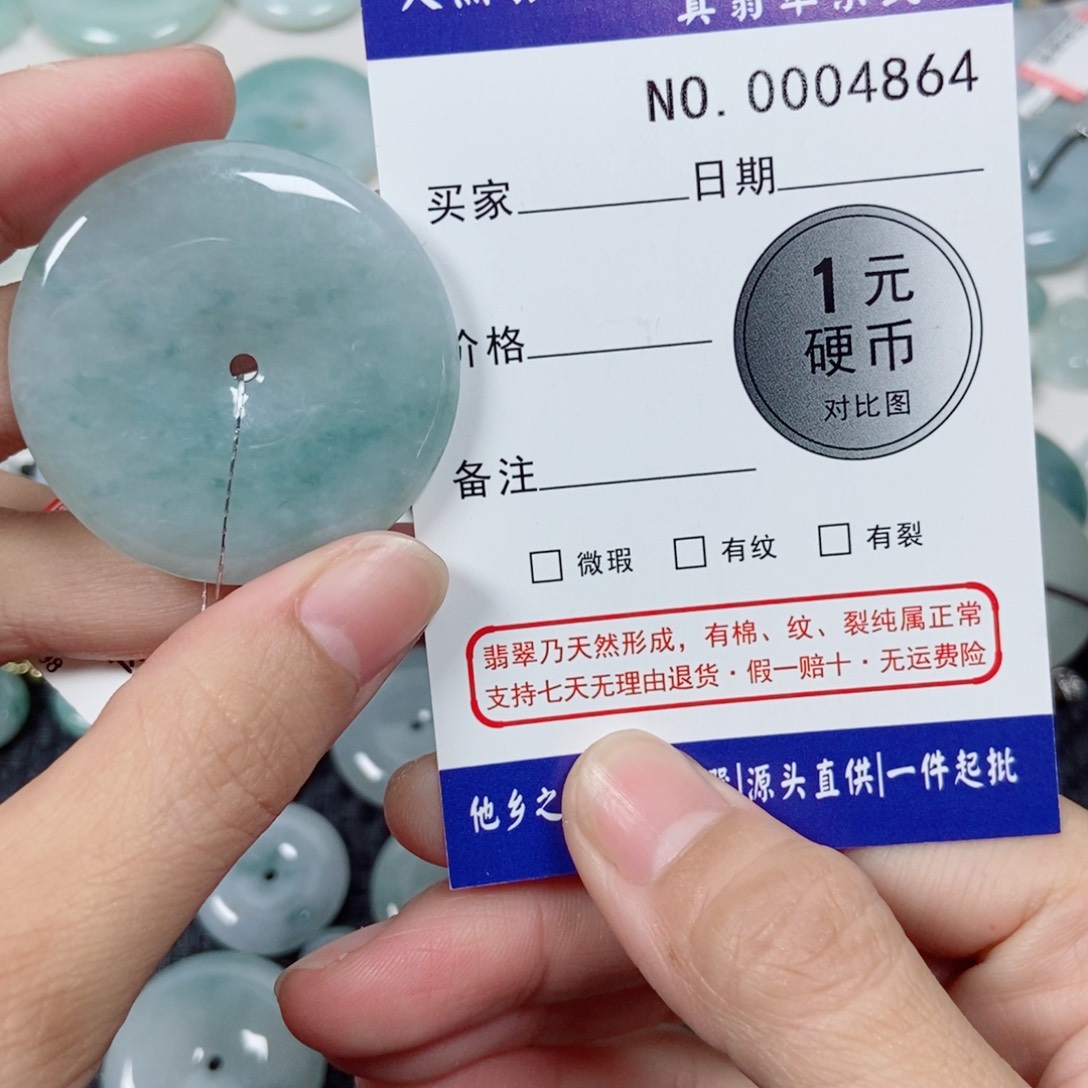 NO. 0004864
买家 日期
1元
硬币
对比图
价格
备注
□ 微瑕 □ 有纹 □ 有裂
翡翠乃天然形成，有棉、纹、裂纯属正常
支持七天无理由退货·假一赔十·无运费险
他乡之 |源头直供|一件起批